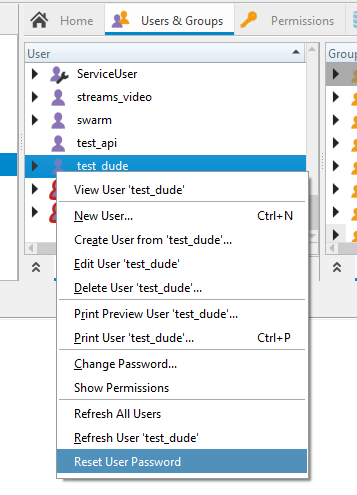 Home
Users & Groups
Permissions
User
Group
ServiceUser
streams_video
swarm
test_api
test_dude
View User 'test_dude'
New User... Ctrl+N
Create User from 'test_dude'...
Edit User 'test_dude'
Delete User 'test_dude'...
Print Preview User 'test_dude'...
Print User 'test_dude'... Ctrl+P
Change Password...
Show Permissions
Refresh All Users
Refresh User 'test_dude'
Reset User Password